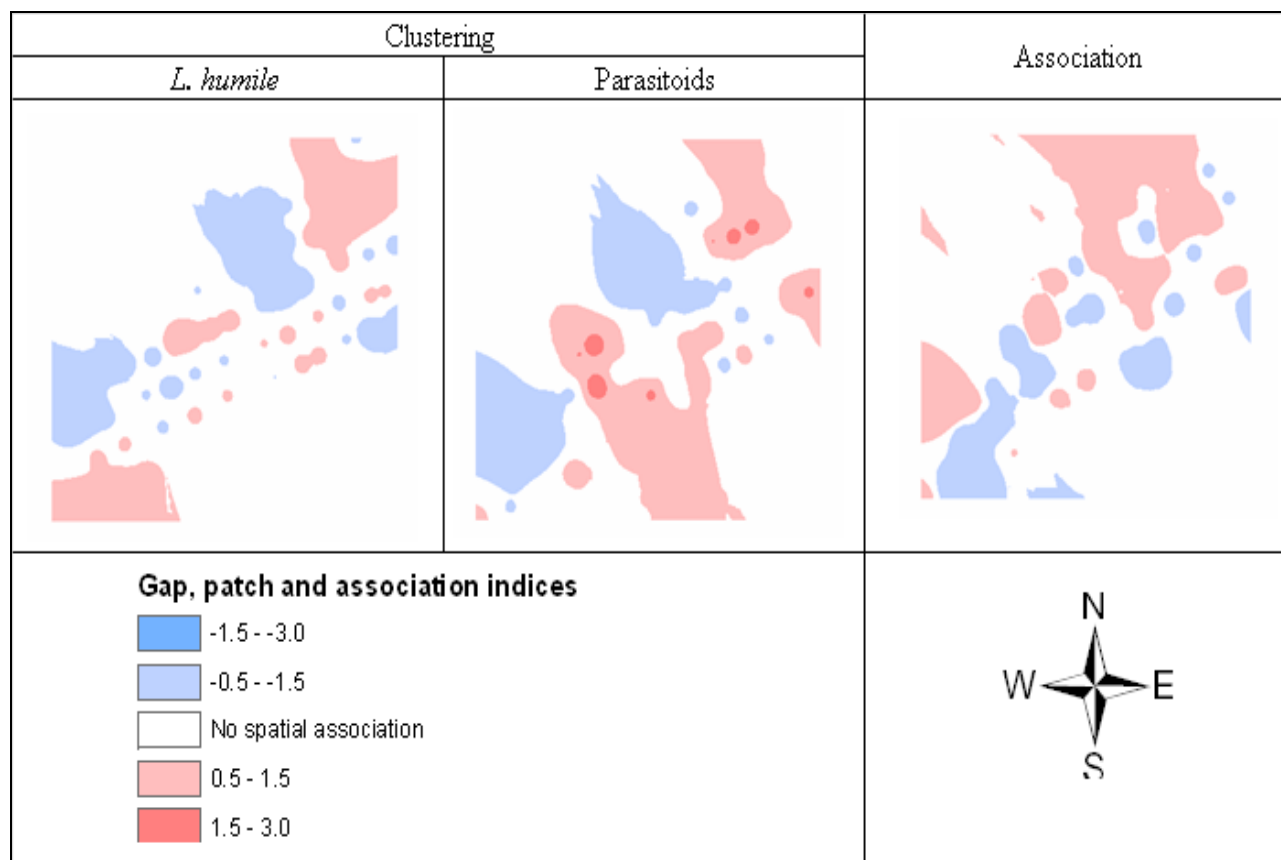 Clustering
Association
L. humile
Parasitoids
Gap, patch and association indices
-1.5 - -3.0
-0.5 - -1.5
No spatial association
0.5 - 1.5
1.5 - 3.0
N
W
E
S